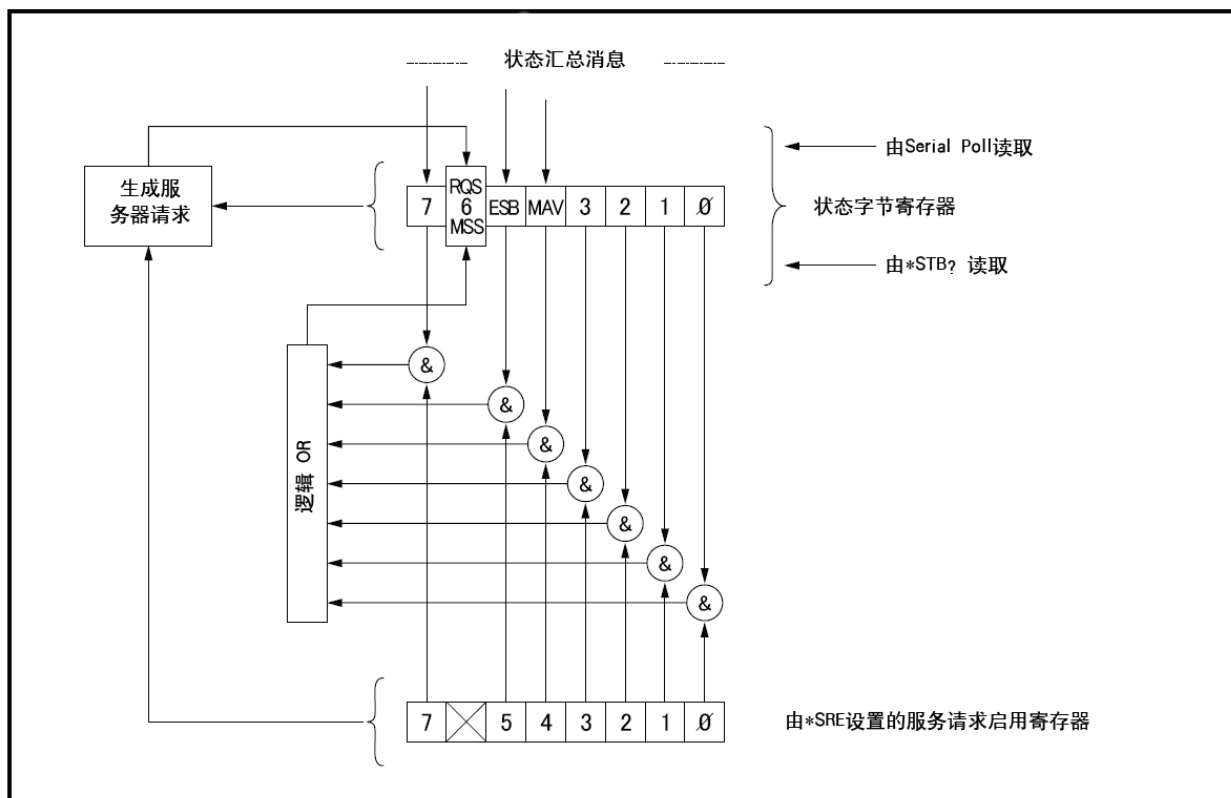 状态汇总消息
由Serial Poll读取
生成服
务器请求
7
RQS
6
MSS
ESB
MAV
3
2
1
0
状态字节寄存器
由*STB? 读取
&
&
&
&
&
&
&
逻辑 OR
7
5
4
3
2
1
0
由*SRE设置的服务请求启用寄存器